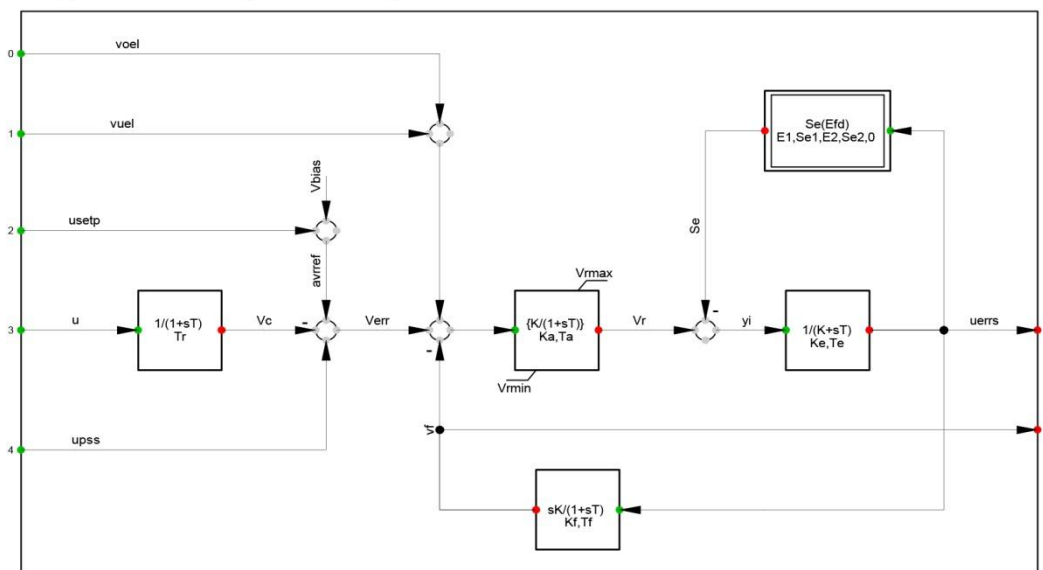 0
voel
Se(Efd)
E1,Se1,E2,Se2,0
1
vuel
Vbias
2
usetp
Se
avrref
Vrmax
3
u
1/(1+sT)
Tr
Vc
-
Verr
{K/(1+sT)}
Ka,Ta
Vr
-
yi
1/(K+sT)
Ke,Te
uerrs
-
Vrmin
4
upss
vf
sK/(1+sT)
Kf,Tf